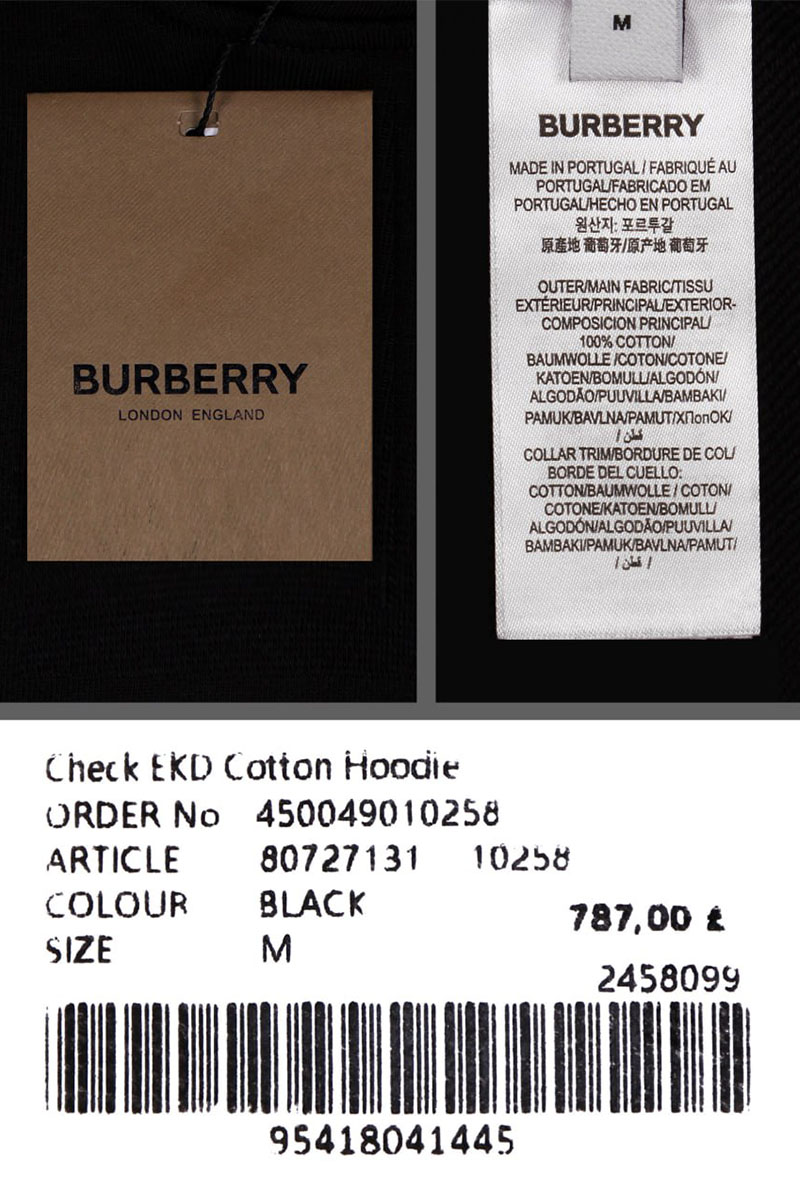 BURBERRY
LONDON ENGLAND
M
BURBERRY
MADE IN PORTUGAL / FABRIQUÉ AU
PORTUGAL/FABRICADO EM
PORTUGAL/HECHO EN PORTUGAL
원산지: 포르투갈
原產地 葡萄牙/原产地 葡萄牙
OUTER/MAIN FABRIC/TISSU
EXTÉRIEUR/PRINCIPAL/EXTERIOR-
COMPOSICION PRINCIPAL/
100% COTTON/
BAUMWOLLE /COTON/COTONE/
KATOEN/BOMULL/ALGODÓN/
ALGODÃO/PUUVILLA/BAMBAKI/
PAMUK/BAVLNA/PAMUT/XПопOK/
/ قطن /
COLLAR TRIM/BORDURE DE COL/
BORDE DEL CUELLO:
COTTON/BAUMWOLLE / COTON/
COTONE/KATOEN/BOMULL/
ALGODÓN/ALGODÃO/PUUVILLA/
BAMBAKI/PAMUK/BAVLNA/PAMUT/
/ قطن /
Check EKD Cotton Hoodie
ORDER No 450049010258
ARTICLE 80727131 10258
COLOUR BLACK
787,00 £
SIZE M
2458099
95418041445